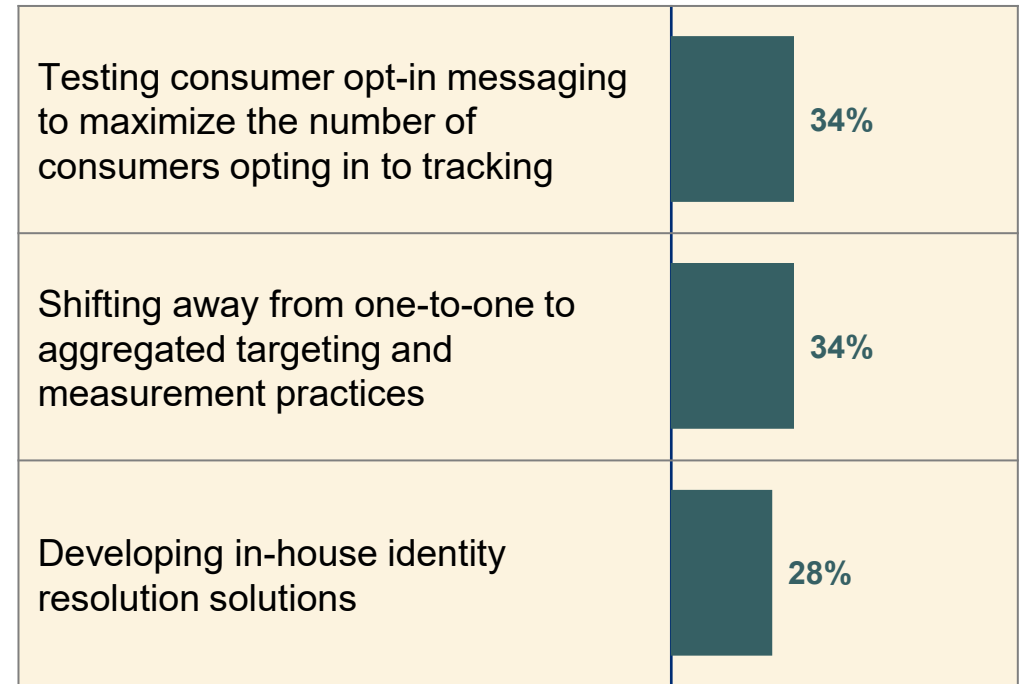 Testing consumer opt-in messaging
to maximize the number of
consumers opting in to tracking
34%
Shifting away from one-to-one to
aggregated targeting and
measurement practices
34%
Developing in-house identity
resolution solutions
28%